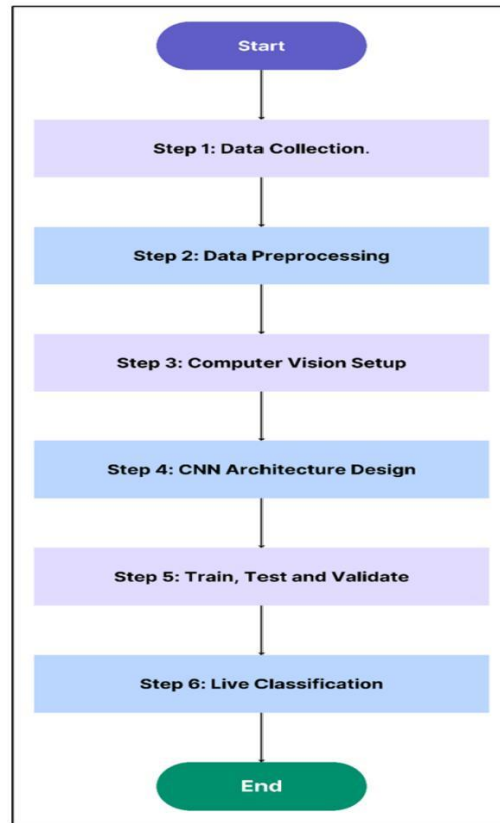 Start
Step 1: Data Collection.
Step 2: Data Preprocessing
Step 3: Computer Vision Setup
Step 4: CNN Architecture Design
Step 5: Train, Test and Validate
Step 6: Live Classification
End